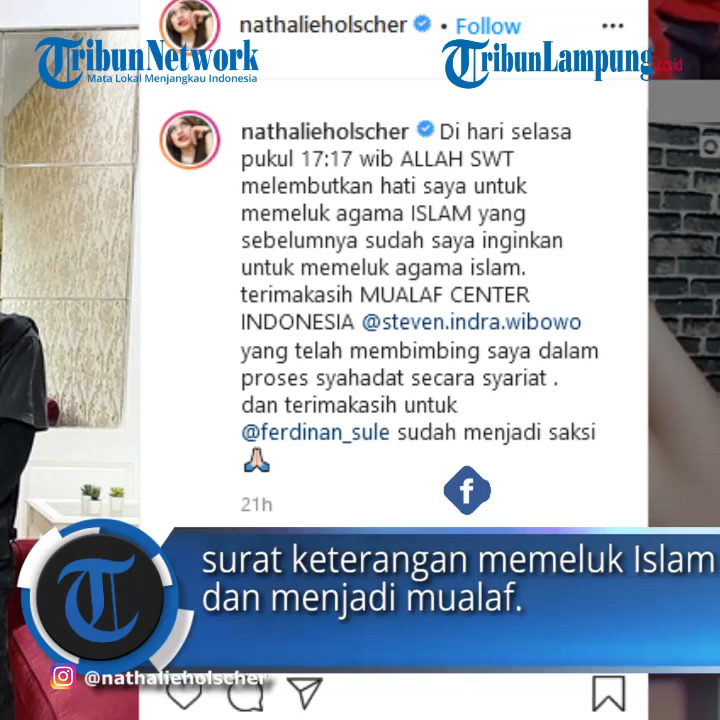 nathalieholscher • Follow
TribunNetwork
Mata Lokal Menjangkau Indonesia
TribunLampung.co.id
nathalieholscher Di hari selasa
pukul 17:17 wib ALLAH SWT
melembutkan hati saya untuk
memeluk agama ISLAM yang
sebelumnya sudah saya inginkan
untuk memeluk agama islam.
terimakasih MUALAF CENTER
INDONESIA @steven.indra.wibowo
yang telah membimbing saya dalam
proses syahadat secara syariat .
dan terimakasih untuk
@ferdinan_sule sudah menjadi saksi
🙏🏻
21h
f
surat keterangan memeluk Islam
dan menjadi mualaf.
T
@nathalieholscher